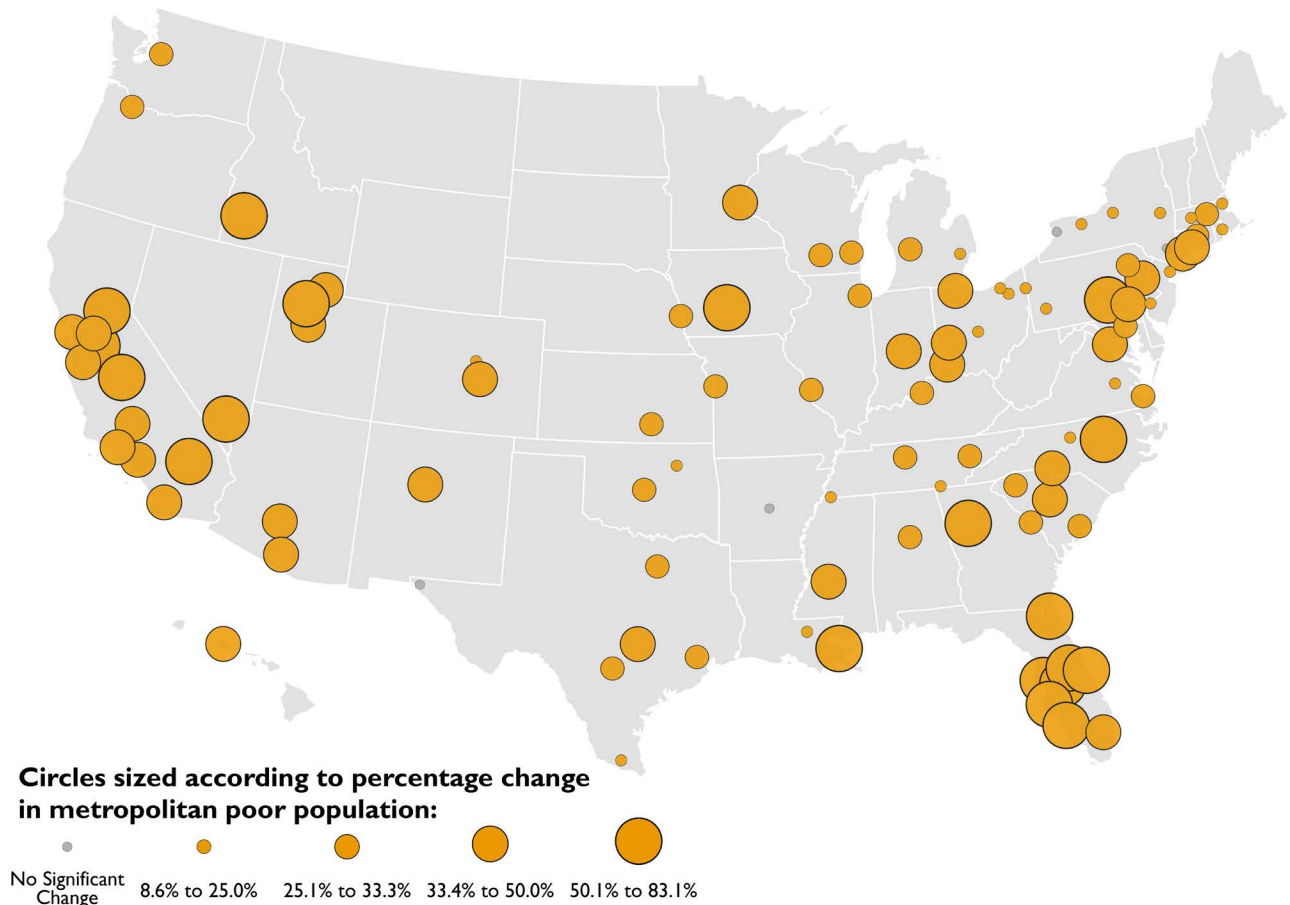 Circles sized according to percentage change
in metropolitan poor population:
No Significant
Change
8.6% to 25.0%
25.1% to 33.3%
33.4% to 50.0%
50.1% to 83.1%